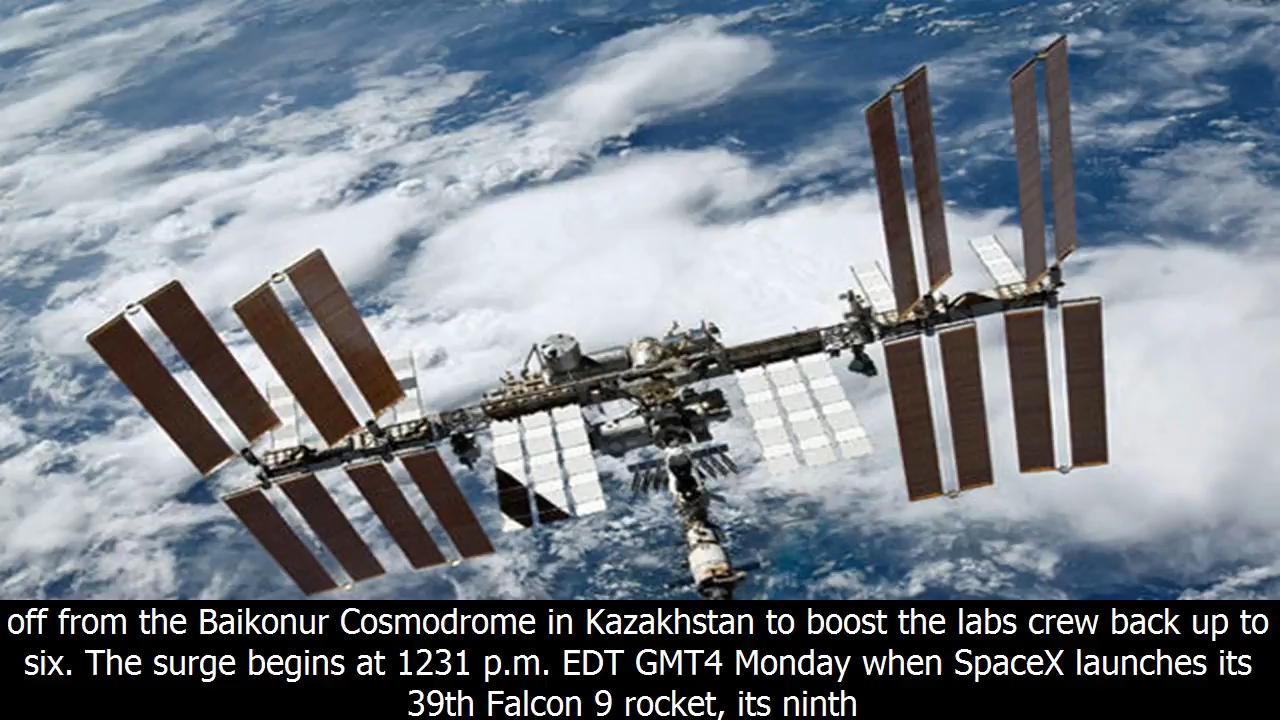 off from the Baikonur Cosmodrome in Kazakhstan to boost the labs crew back up to
six. The surge begins at 1231 p.m. EDT GMT4 Monday when SpaceX launches its
39th Falcon 9 rocket, its ninth